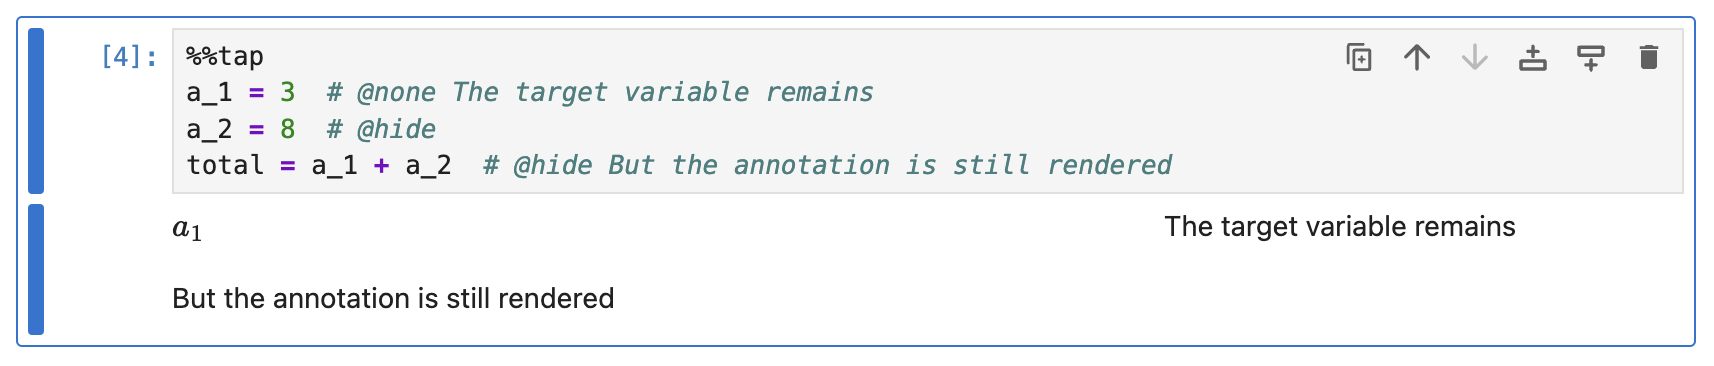 [4]: %%tap
a_1 = 3  # @none The target variable remains
a_2 = 8  # @hide
total = a_1 + a_2  # @hide But the annotation is still rendered
a₁ The target variable remains
But the annotation is still rendered